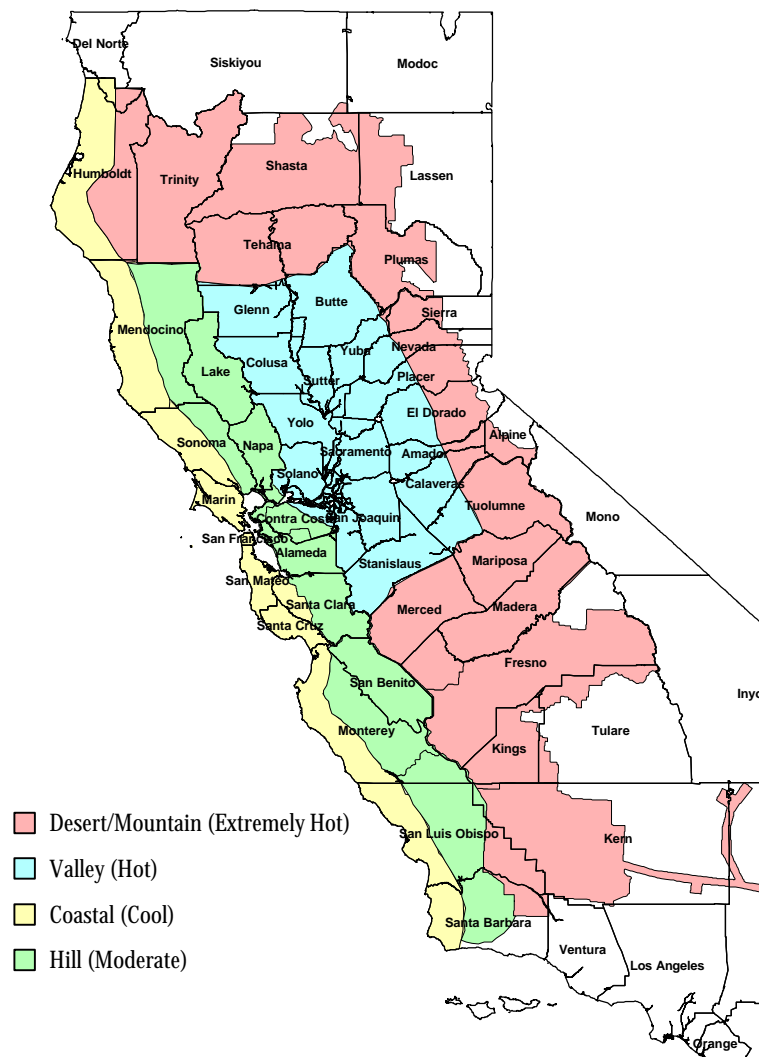 Del Norte
Siskiyou
Modoc
Humboldt
Trinity
Shasta
Lassen
Tehama
Plumas
Glenn
Butte
Sierra
Mendocino
Lake
Colusa
Yuba
Nevada
Sutter
Placer
Sonoma
Napa
Yolo
El Dorado
Alpine
Sacramento
Amador
Solano
Calaveras
Marin
Contra Costa
San Joaquin
Tuolumne
Mono
San Francisco
Alameda
Stanislaus
Mariposa
San Mateo
Santa Clara
Merced
Madera
Santa Cruz
Fresno
San Benito
Inyo
Monterey
Kings
Tulare
Desert/Mountain (Extremely Hot)
San Luis Obispo
Kern
Valley (Hot)
Coastal (Cool)
Santa Barbara
Ventura
Hill (Moderate)
Los Angeles
Orange